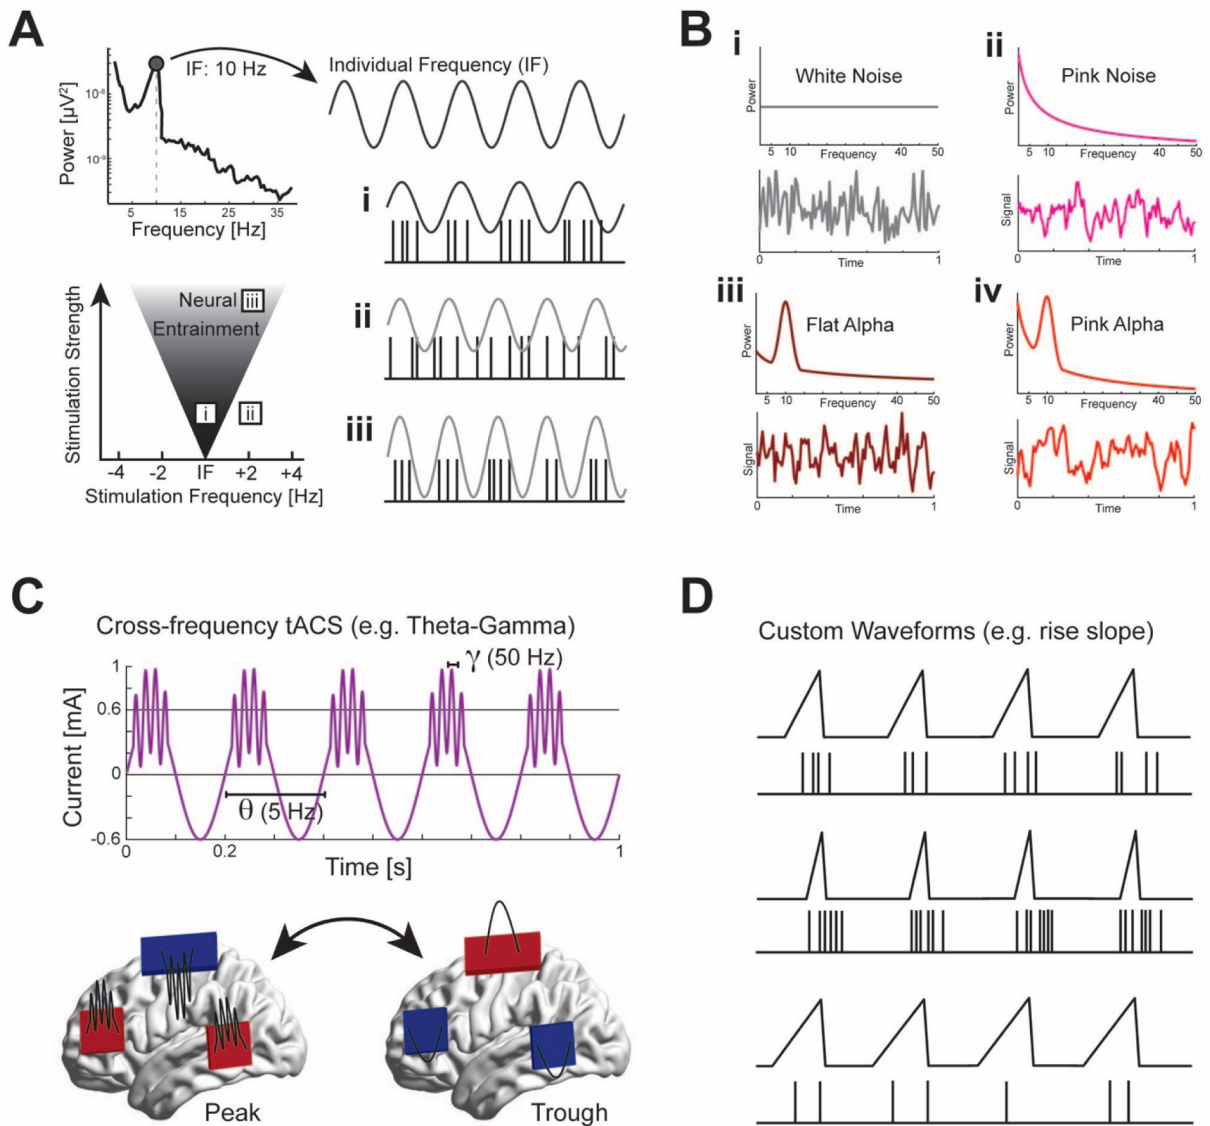 A
Power [µV²]
10⁻⁸
10⁻⁹
IF: 10 Hz
5 15 25 35
Frequency [Hz]
Individual Frequency (IF)
i
ii
iii
Stimulation Strength
Neural iii
Entrainment
i
ii
-4 -2 IF +2 +4
Stimulation Frequency [Hz]
B
i
White Noise
Power
5 10 Frequency 40 50
0 Time 1
ii
Pink Noise
Power
5 10 Frequency 40 50
Signal
0 Time 1
iii
Flat Alpha
Power
5 10 Frequency 40 50
Signal
0 Time 1
iv
Pink Alpha
Power
5 10 Frequency 40 50
Signal
0 Time 1
C
Cross-frequency tACS (e.g. Theta-Gamma)
γ (50 Hz)
Current [mA]
1
0.6
0
-0.6
θ (5 Hz)
0 0.2 1
Time [s]
Peak
Trough
D
Custom Waveforms (e.g. rise slope)